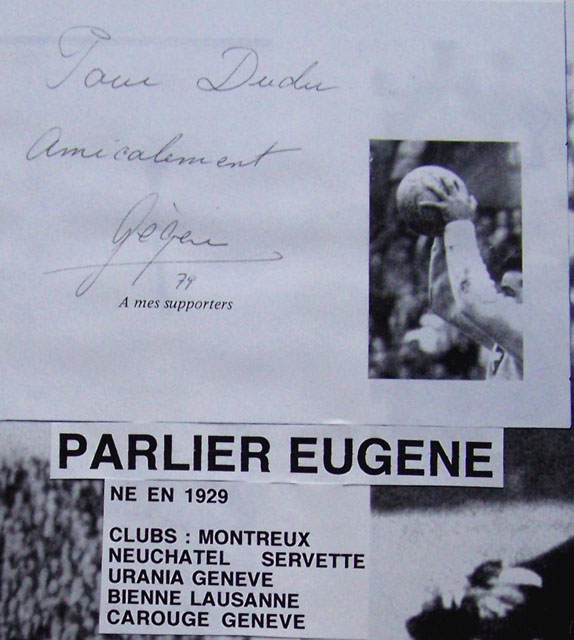 Pour Dudu
Amicalement
Gègène
79
A mes supporters
PARLIER EUGENE
NE EN 1929
CLUBS : MONTREUX
NEUCHATEL SERVETTE
URANIA GENEVE
BIENNE LAUSANNE
CAROUGE GENEVE